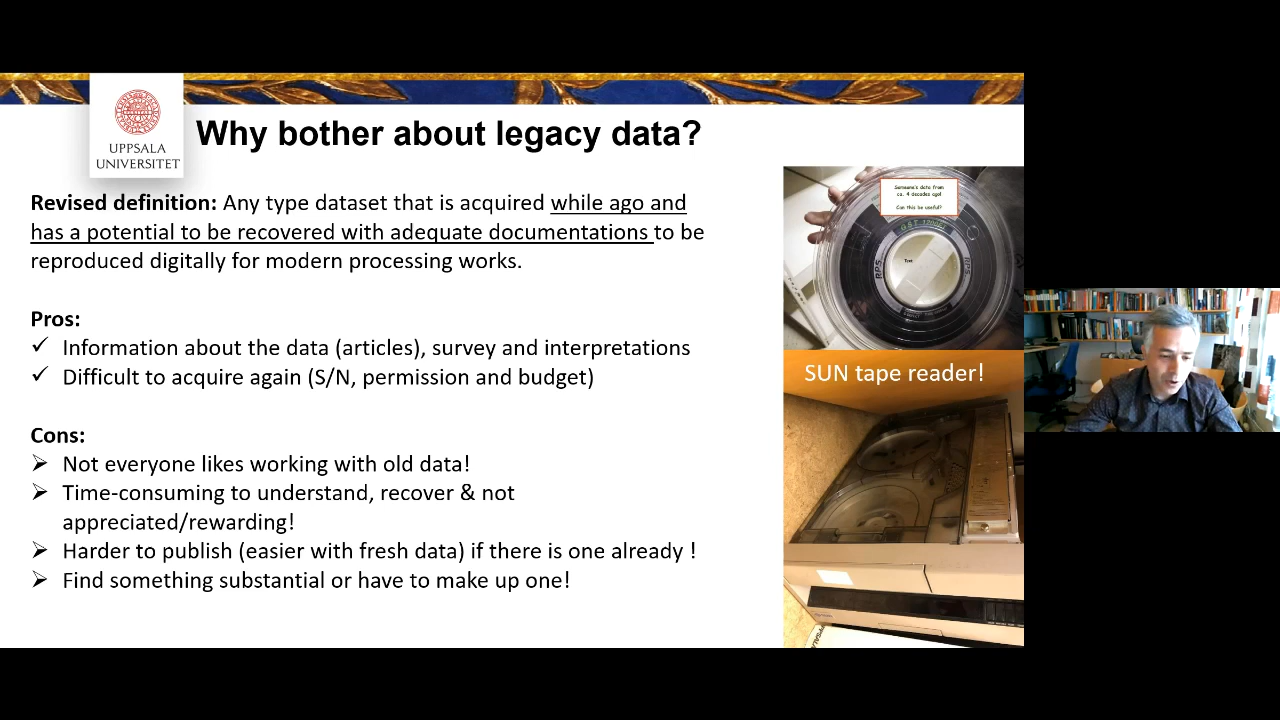 UPPSALA
UNIVERSITET
Why bother about legacy data?
Revised definition: Any type dataset that is acquired while ago and
has a potential to be recovered with adequate documentations to be
reproduced digitally for modern processing works.
Pros:
✓ Information about the data (articles), survey and interpretations
✓ Difficult to acquire again (S/N, permission and budget)
Cons:
➢ Not everyone likes working with old data!
➢ Time-consuming to understand, recover & not
appreciated/rewarding!
➢ Harder to publish (easier with fresh data) if there is one already !
➢ Find something substantial or have to make up one!
Someone's data from
ca. 4 decades ago!
Can this be useful?
RPS
Text
RPS
SUN tape reader!